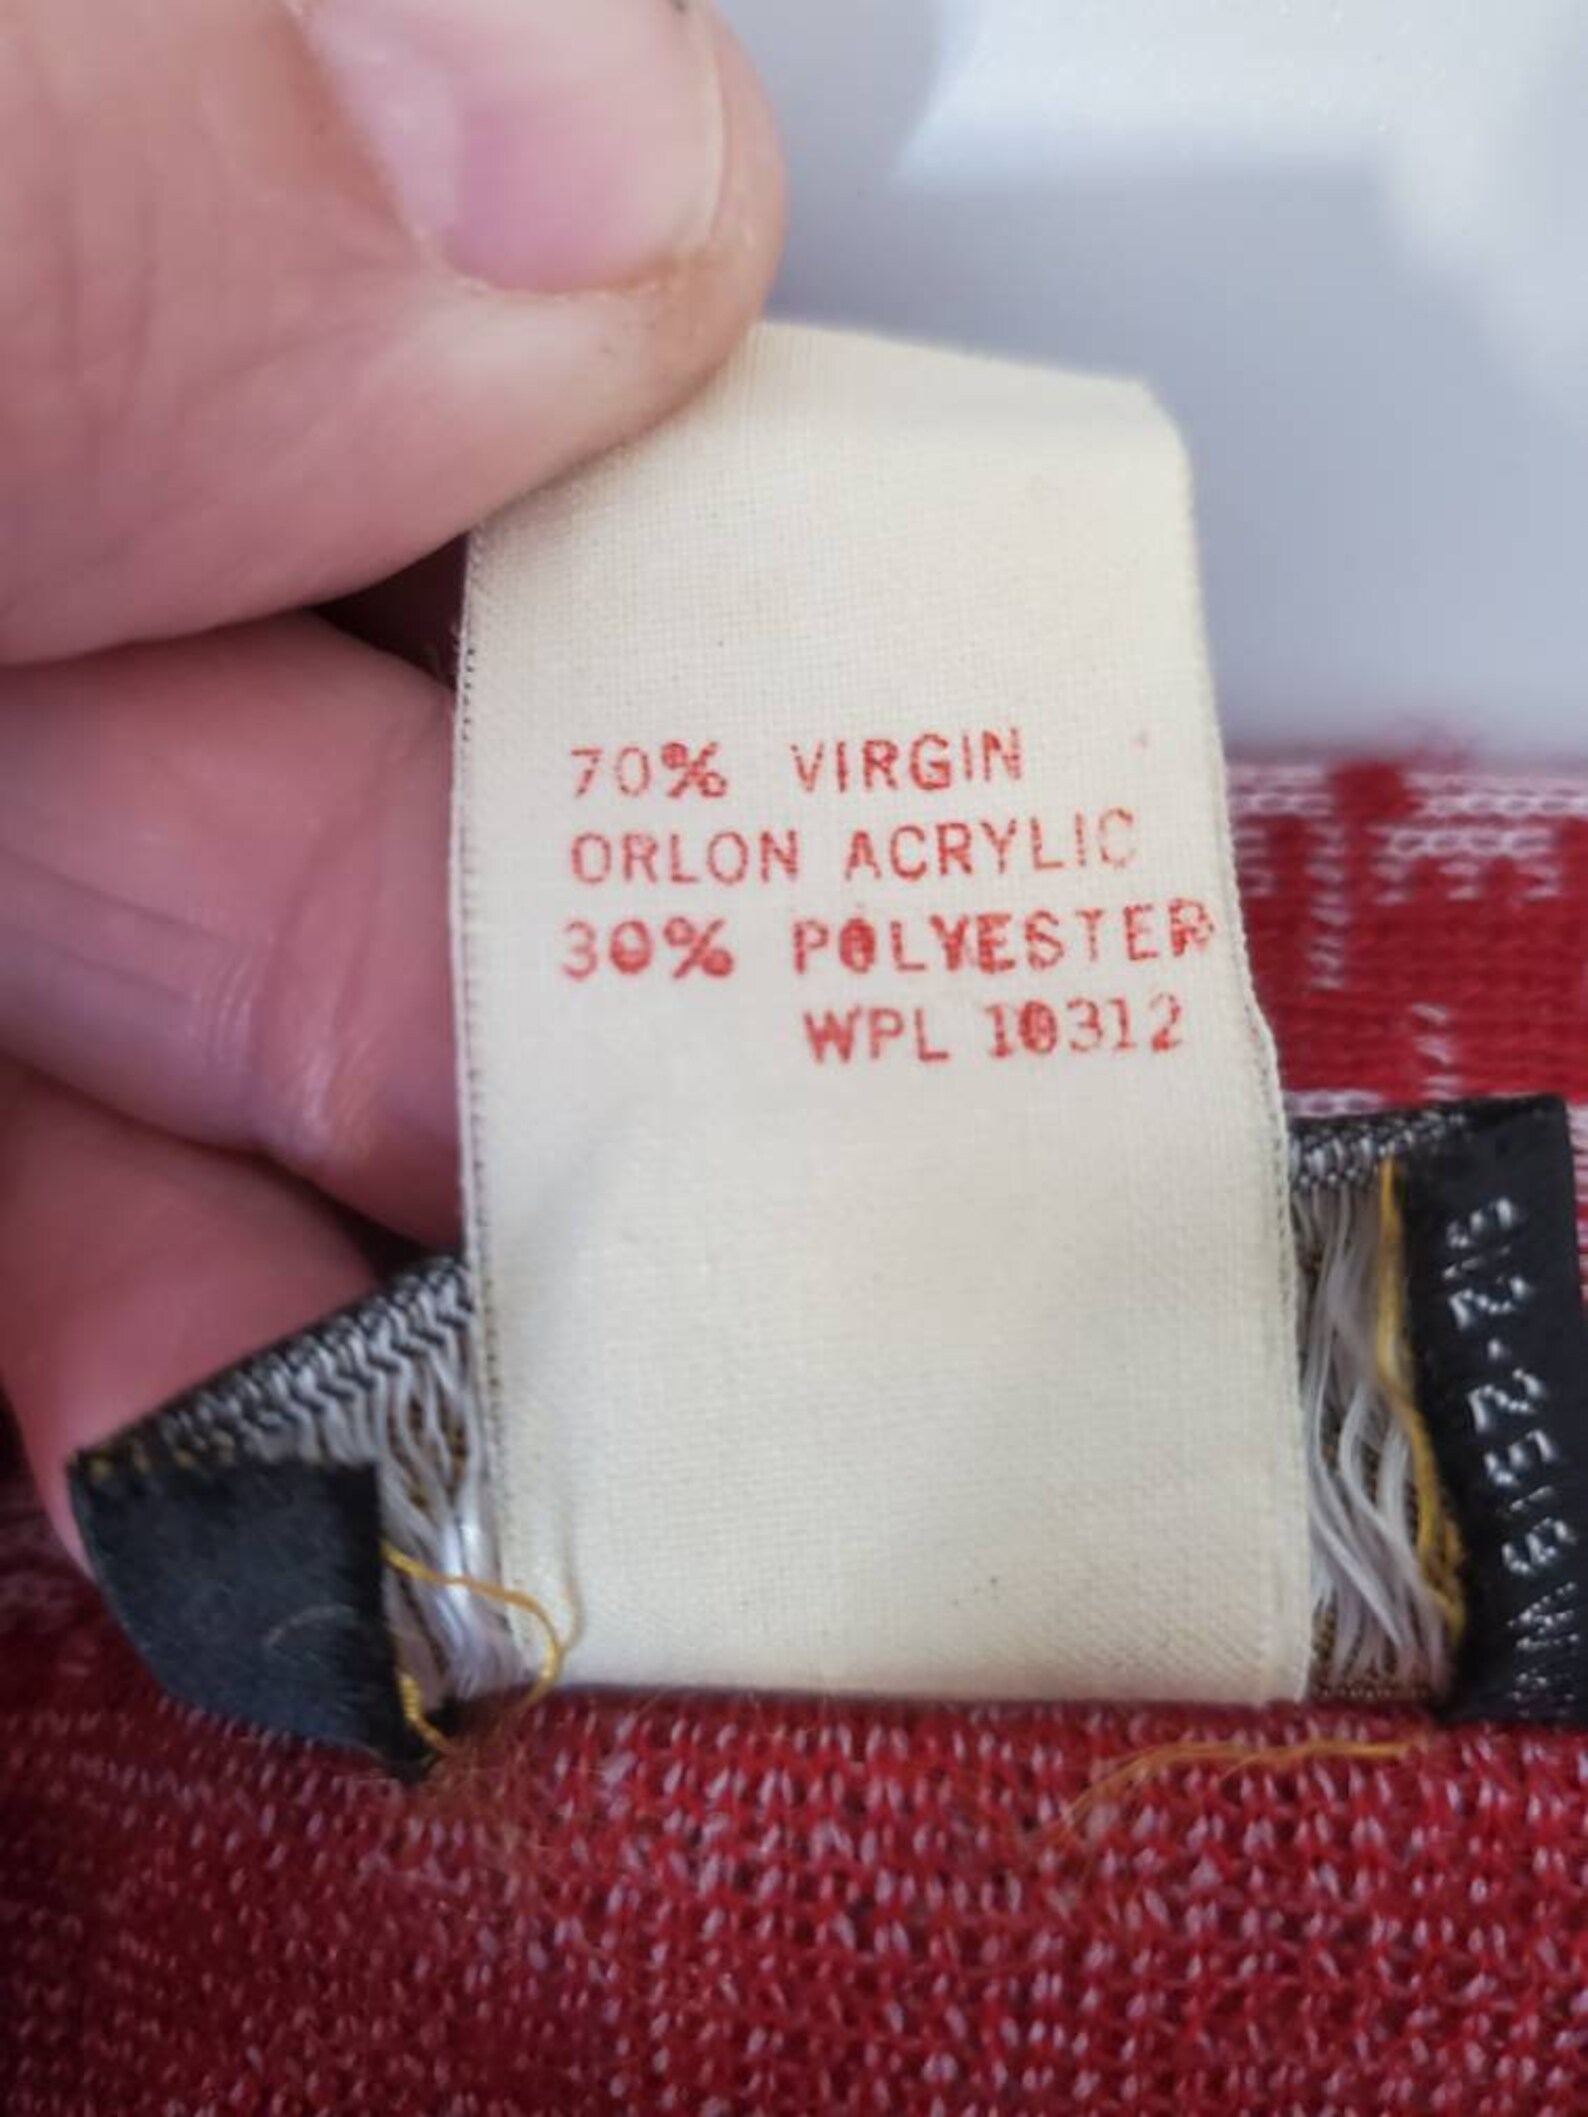 70% VIRGIN
ORLON ACRYLIC
30% POLYESTER
WPL 10312